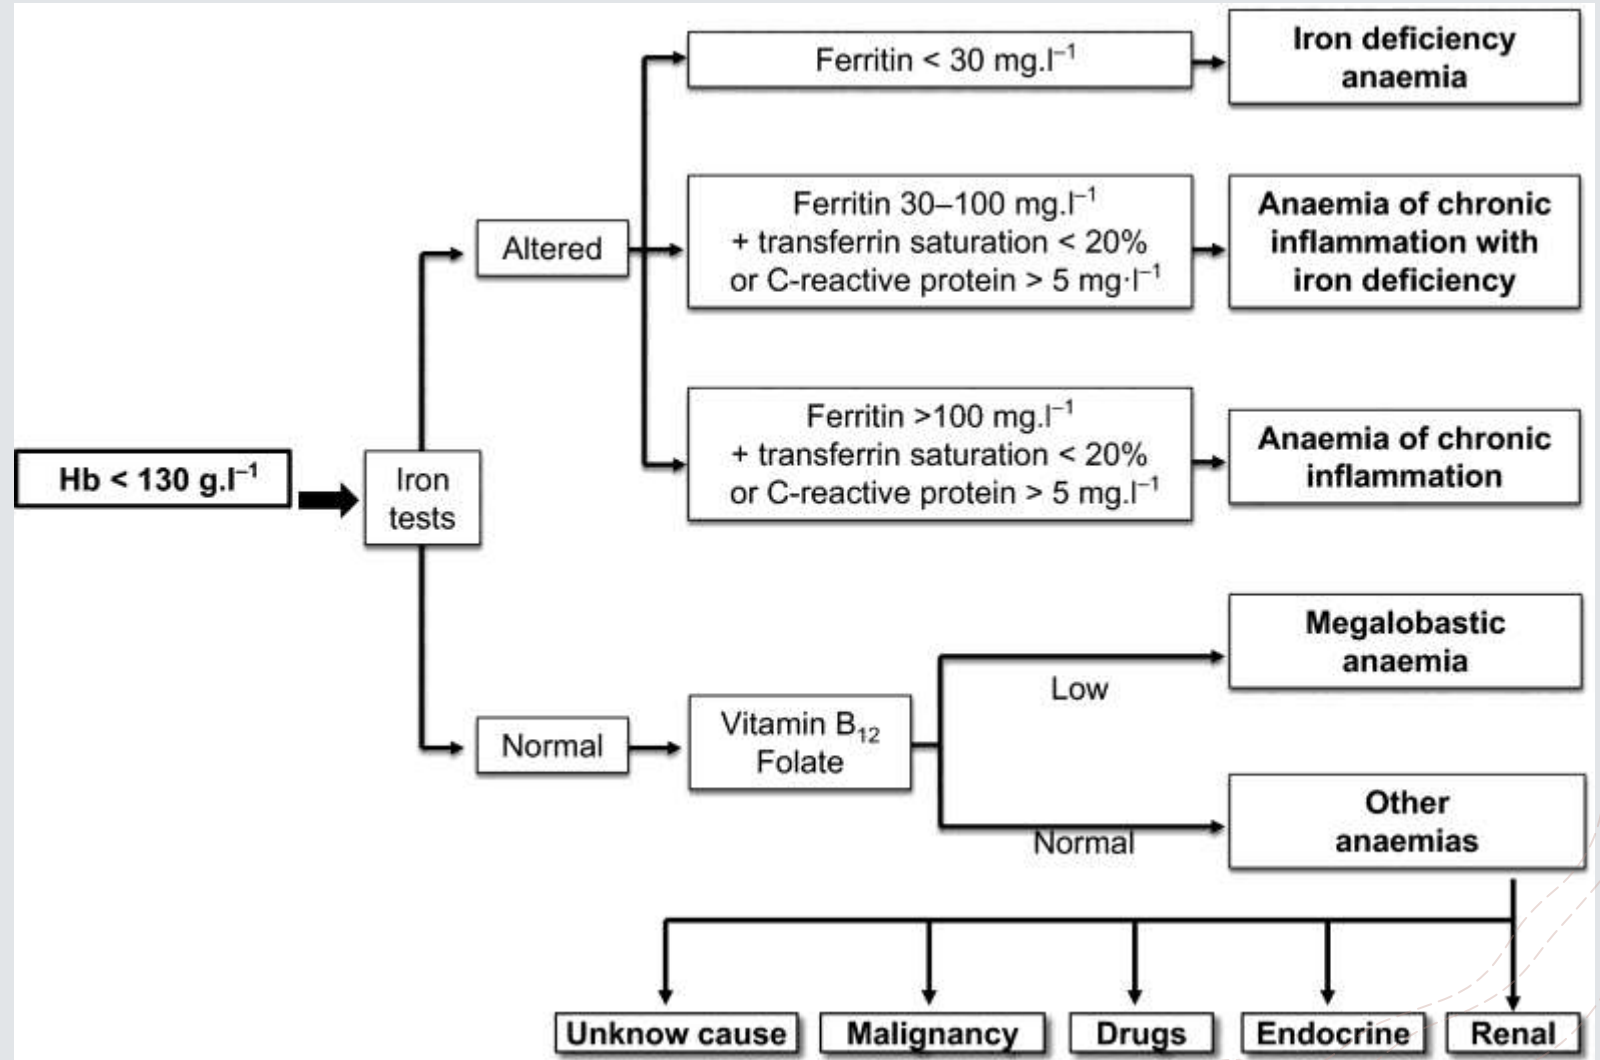 Ferritin < 30 mg.l⁻¹
Iron deficiency
anaemia
Altered
Ferritin 30–100 mg.l⁻¹
+ transferrin saturation < 20%
or C-reactive protein > 5 mg·l⁻¹
Anaemia of chronic
inflammation with
iron deficiency
Ferritin >100 mg.l⁻¹
+ transferrin saturation < 20%
or C-reactive protein > 5 mg.l⁻¹
Anaemia of chronic
inflammation
Hb < 130 g.l⁻¹
Iron
tests
Normal
Vitamin B₁₂
Folate
Low
Megalobastic
anaemia
Normal
Other
anaemias
Unknow cause
Malignancy
Drugs
Endocrine
Renal